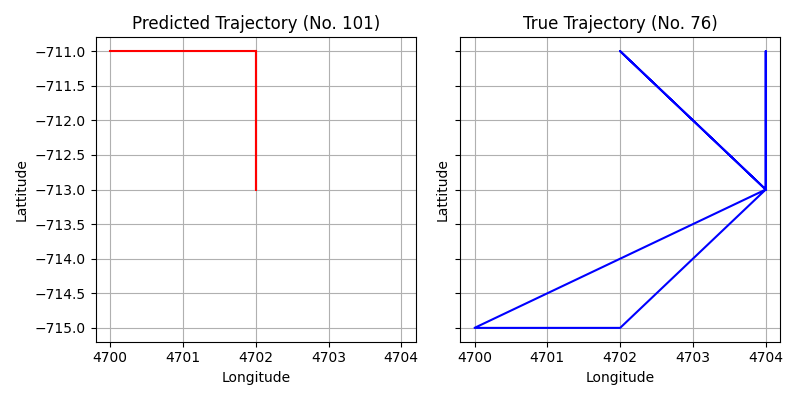 Predicted Trajectory (No. 101)
True Trajectory (No. 76)
−711.0
−711.5
−712.0
−712.5
−713.0
−713.5
−714.0
−714.5
−715.0
Lattitude
Lattitude
4700 4701 4702 4703 4704
4700 4701 4702 4703 4704
Longitude
Longitude